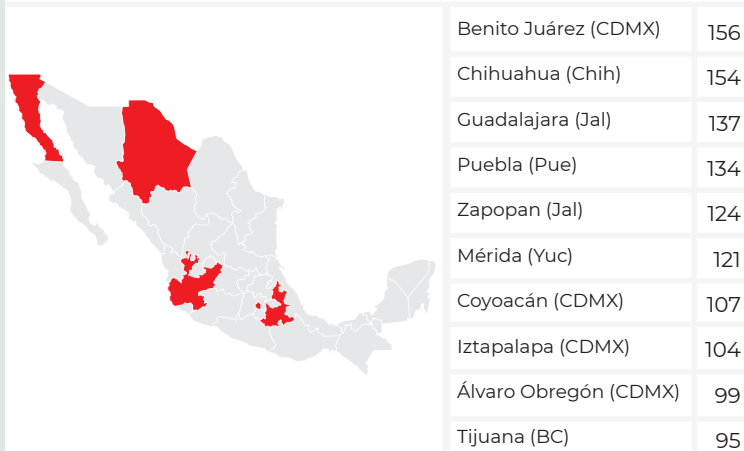 Benito Juárez (CDMX) 156
Chihuahua (Chih) 154
Guadalajara (Jal) 137
Puebla (Pue) 134
Zapopan (Jal) 124
Mérida (Yuc) 121
Coyoacán (CDMX) 107
Iztapalapa (CDMX) 104
Álvaro Obregón (CDMX) 99
Tijuana (BC) 95